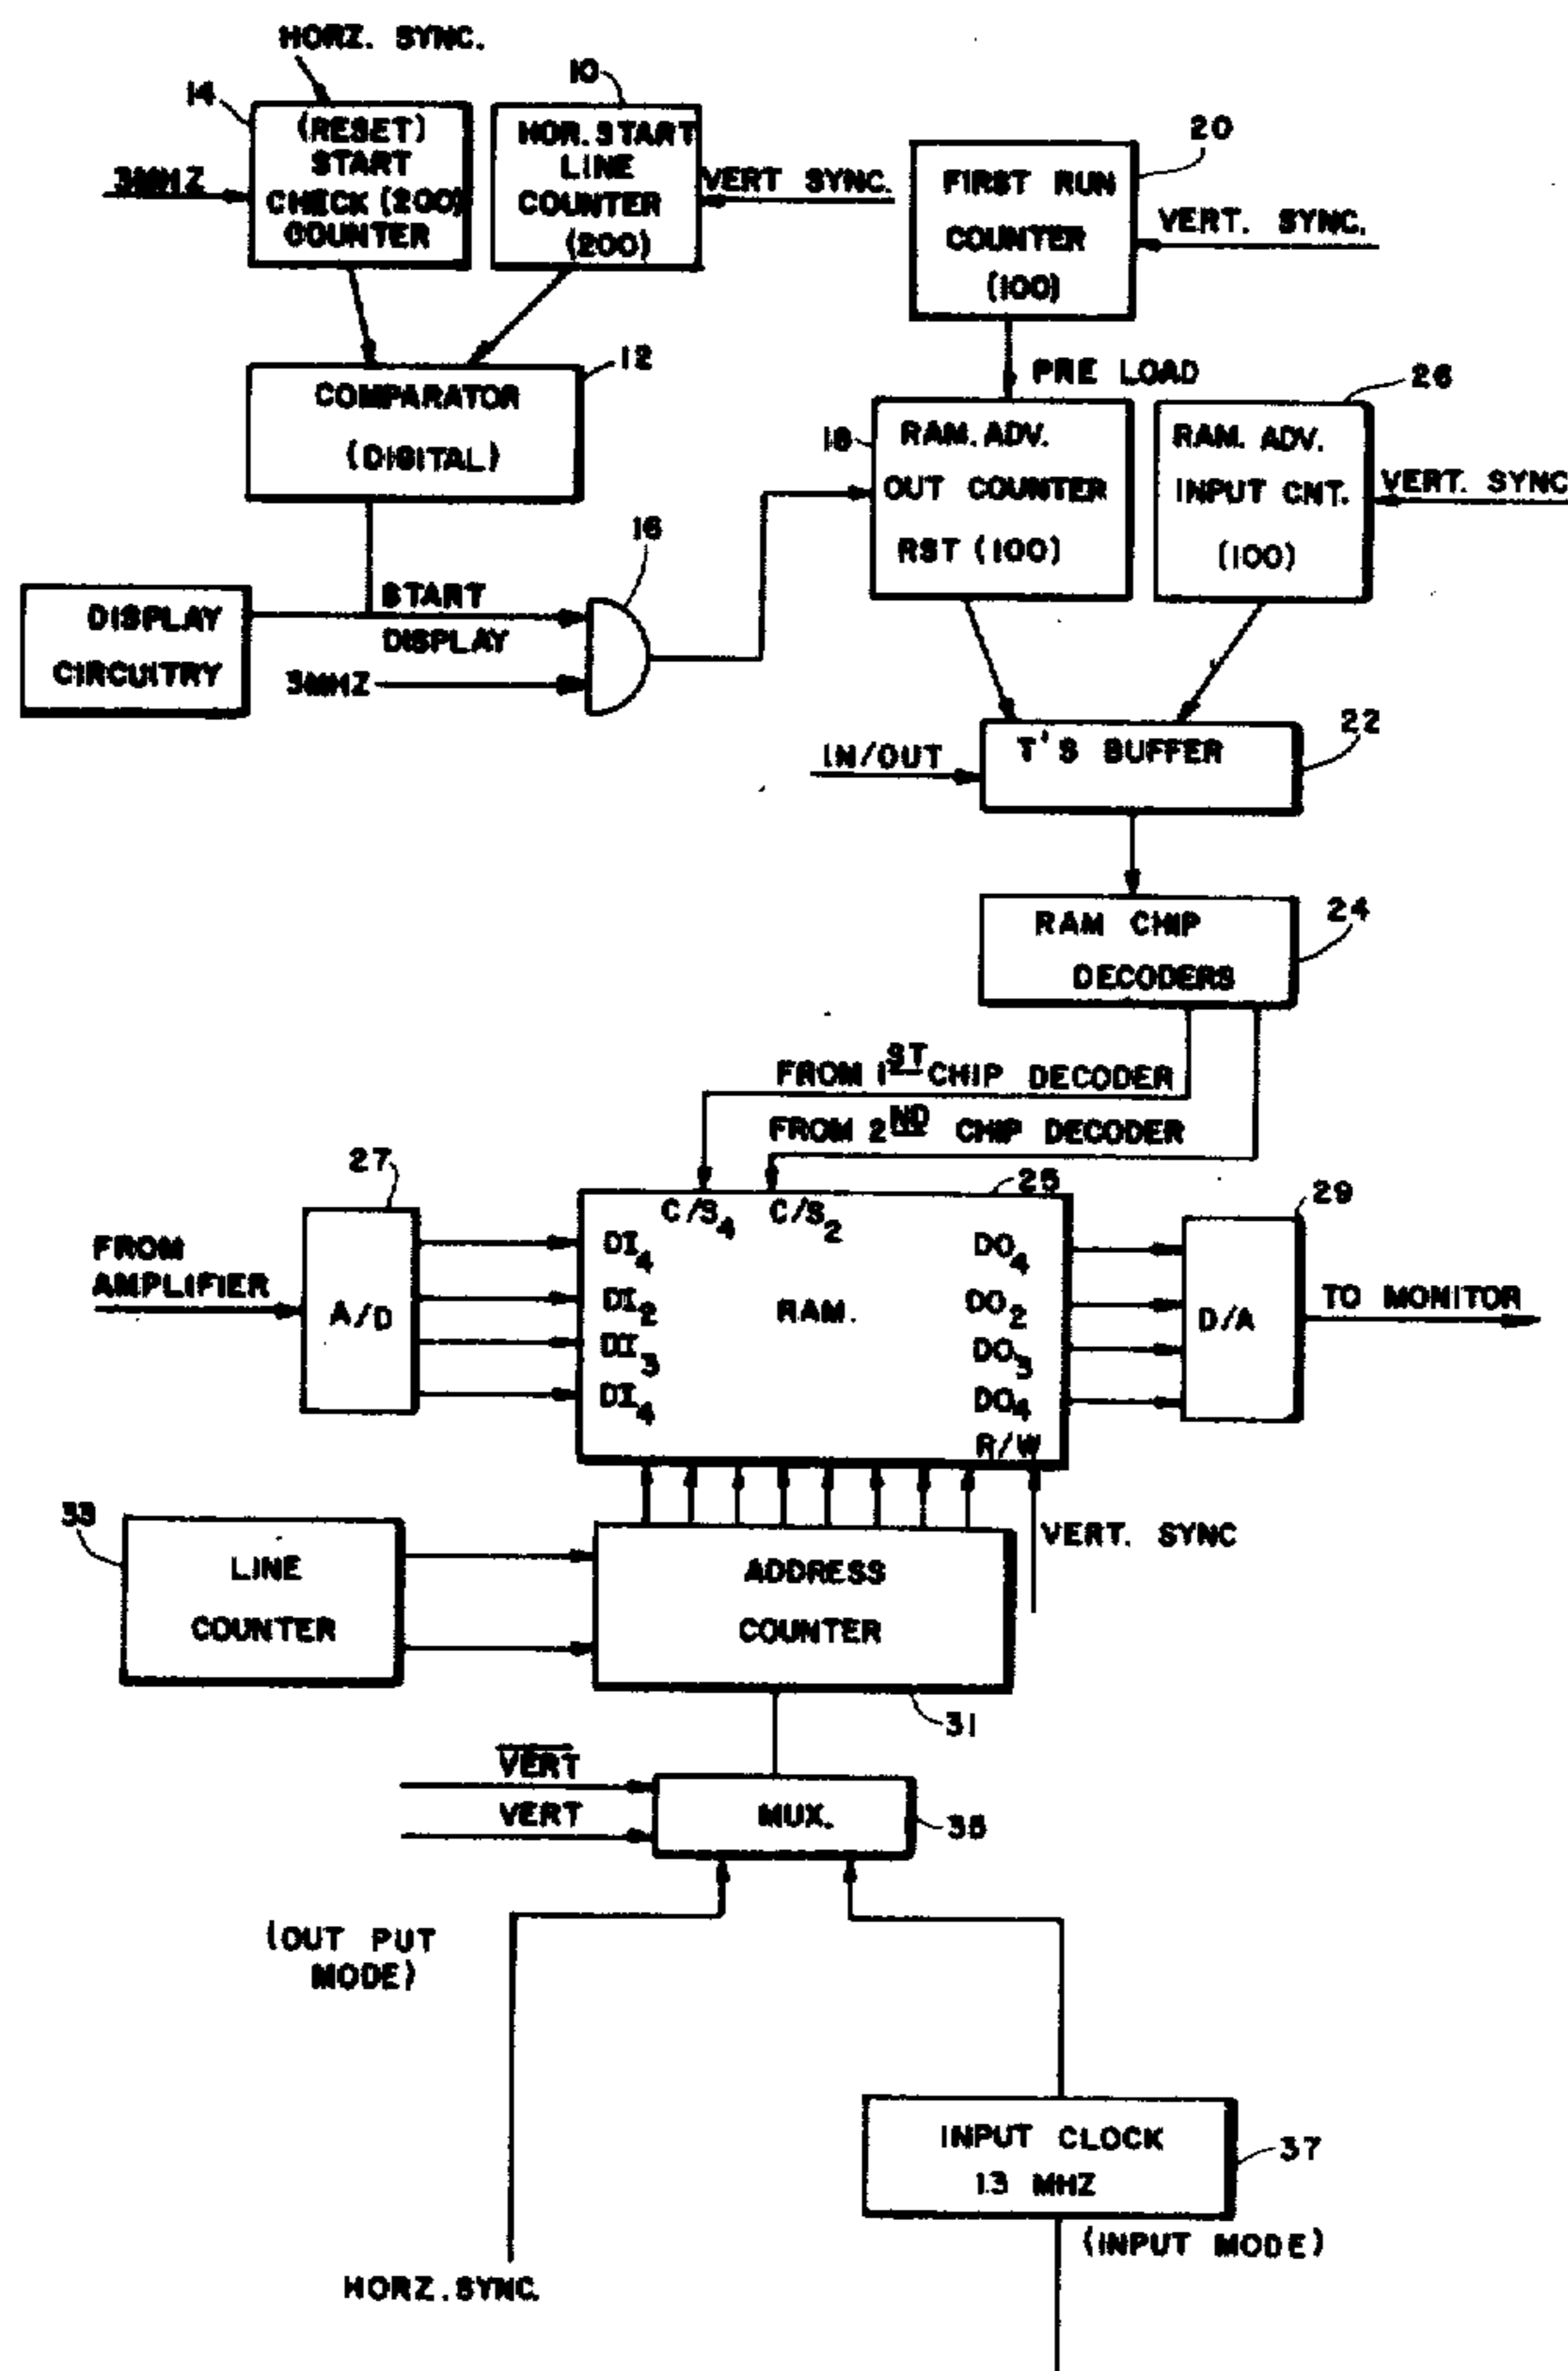 HORZ. SYNC.
14
10
(RESET)
START
CHECK (200)
COUNTER
3MHZ
HOR. START
LINE
COUNTER
(200)
VERT SYNC.
20
FIRST RUN
COUNTER
(100)
VERT. SYNC.
12
COMPARATOR
(DIGITAL)
PRE LOAD
26
18
RAM. ADV.
OUT COUNTER
RST (100)
RAM. ADV.
INPUT CNT.
(100)
VERT. SYNC
16
DISPLAY
CIRCUITRY
START
DISPLAY
3MHZ
22
IN/OUT
T'S BUFFER
24
RAM CHIP
DECODERS
FROM 1ST CHIP DECODER
FROM 2ND CHIP DECODER
27
25
29
C/S4 C/S2
FROM
AMPLIFIER
A/D
DI4
DI2
DI3
DI4
RAM.
DO4
DO2
DO3
DO4
R/W
D/A
TO MONITOR
33
LINE
COUNTER
ADDRESS
COUNTER
VERT. SYNC
31
VERT
VERT
MUX.
35
(OUT PUT
MODE)
INPUT CLOCK
13 MHZ
37
(INPUT MODE)
HORZ. SYNC.